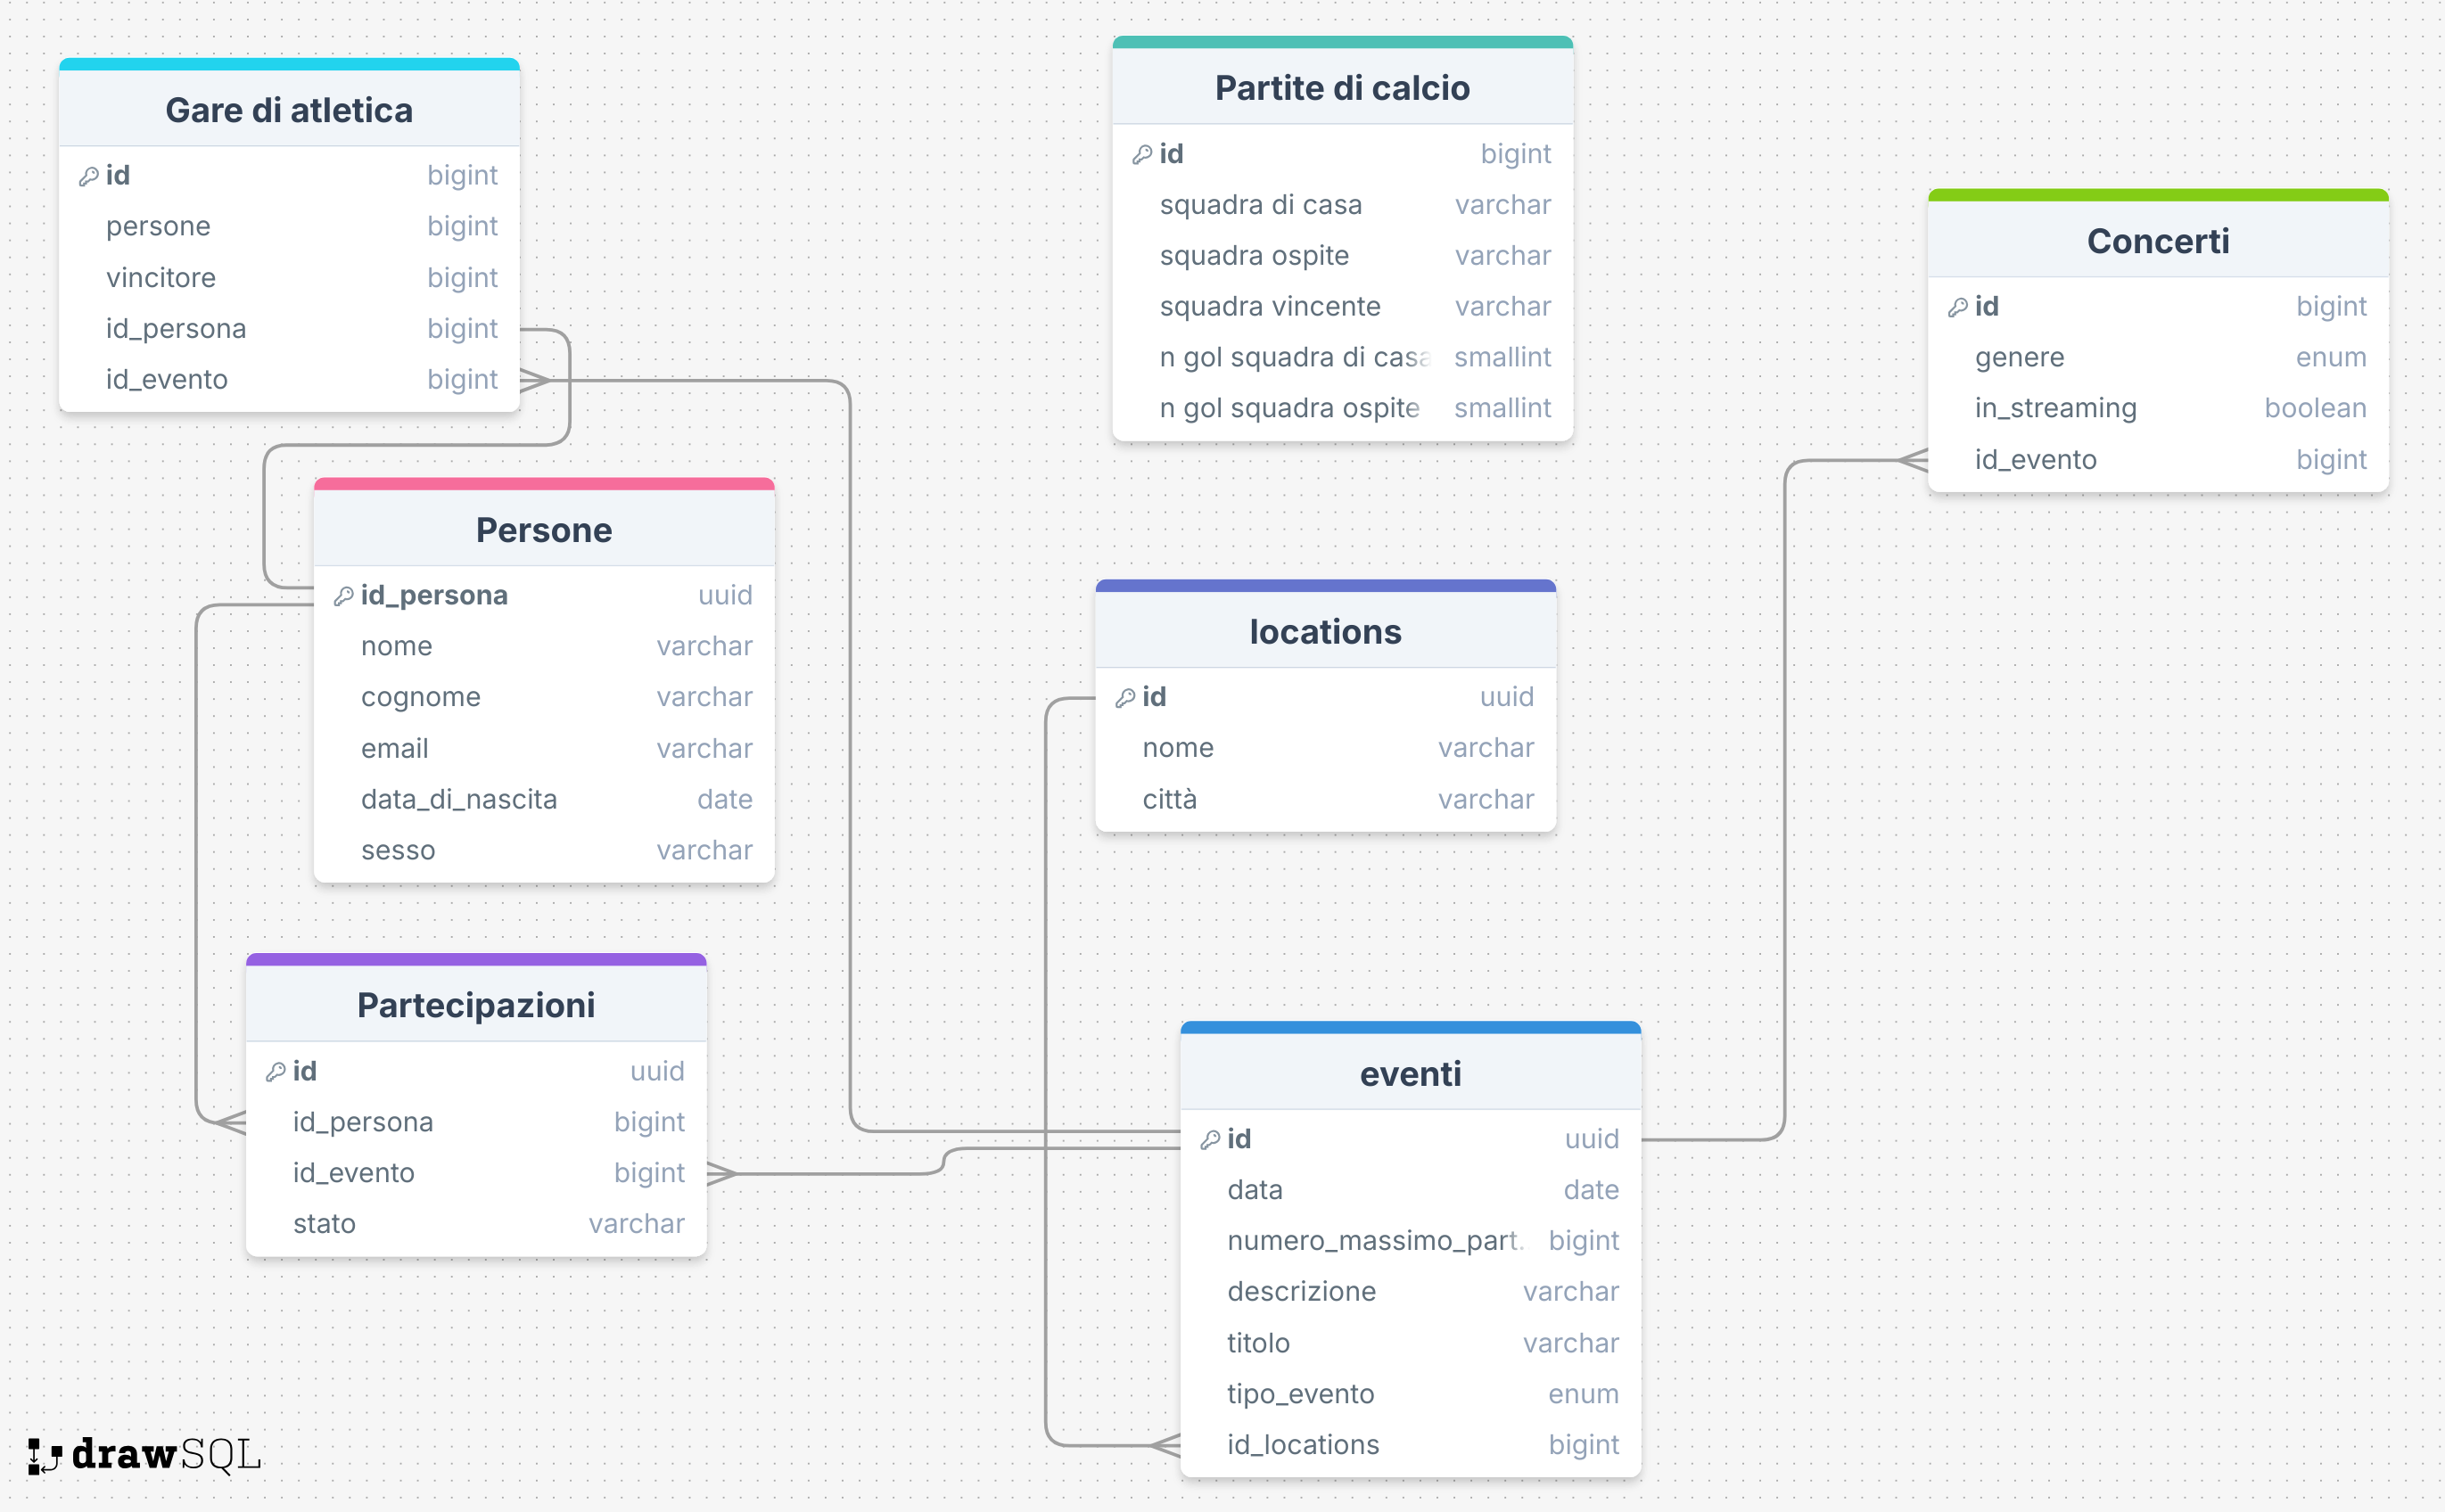 Gare di atletica
id bigint
persone bigint
vincitore bigint
id_persona bigint
id_evento bigint
Partite di calcio
id bigint
squadra di casa varchar
squadra ospite varchar
squadra vincente varchar
n gol squadra di casa smallint
n gol squadra ospite smallint
Concerti
id bigint
genere enum
in_streaming boolean
id_evento bigint
Persone
id_persona uuid
nome varchar
cognome varchar
email varchar
data_di_nascita date
sesso varchar
locations
id uuid
nome varchar
città varchar
Partecipazioni
id uuid
id_persona bigint
id_evento bigint
stato varchar
eventi
id uuid
data date
numero_massimo_part. bigint
descrizione varchar
titolo varchar
tipo_evento enum
id_locations bigint
drawSQL